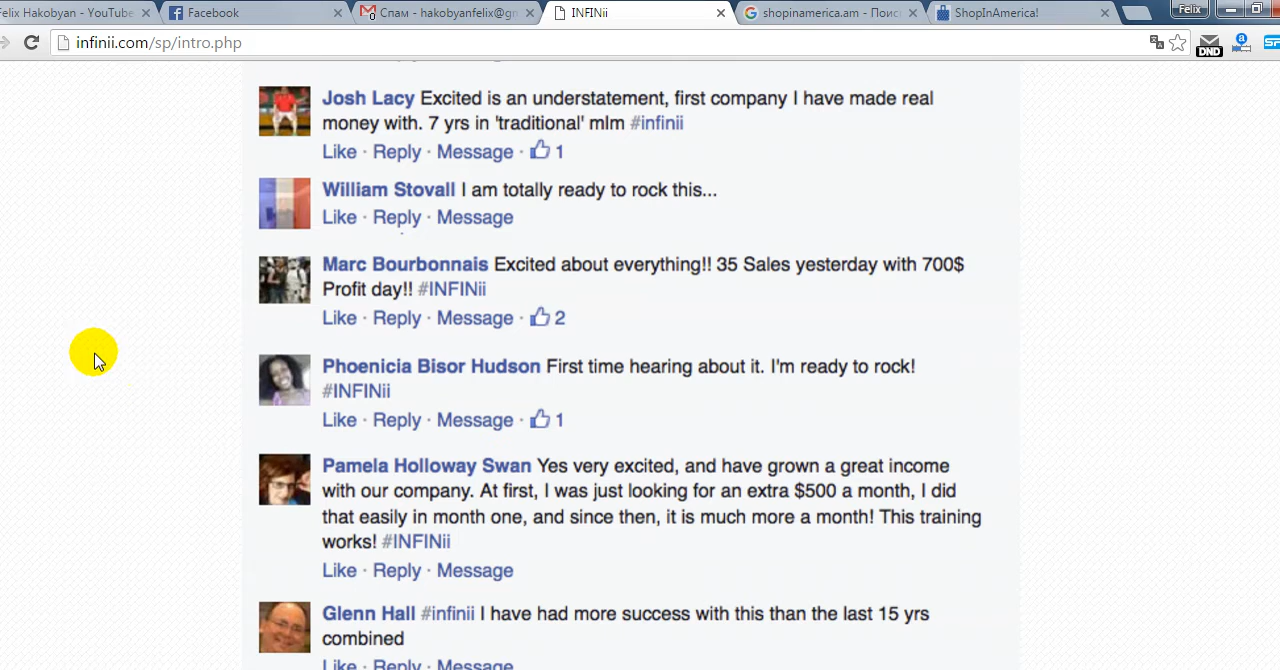 Felix Hakobyan - YouTube
Facebook
Спам - hakobyanfelix@gm
INFINii
shopinamerica.am - Поис
ShopInAmerica!
Felix
infinii.com/sp/intro.php
DND
Josh Lacy Excited is an understatement, first company I have made real
money with. 7 yrs in 'traditional' mlm #infinii
Like · Reply · Message · 1
William Stovall I am totally ready to rock this...
Like · Reply · Message
Marc Bourbonnais Excited about everything!! 35 Sales yesterday with 700$
Profit day!! #INFINii
Like · Reply · Message · 2
Phoenicia Bisor Hudson First time hearing about it. I'm ready to rock!
#INFINii
Like · Reply · Message · 1
Pamela Holloway Swan Yes very excited, and have grown a great income
with our company. At first, I was just looking for an extra $500 a month, I did
that easily in month one, and since then, it is much more a month! This training
works! #INFINii
Like · Reply · Message
Glenn Hall #infinii I have had more success with this than the last 15 yrs
combined
Like · Reply · Message